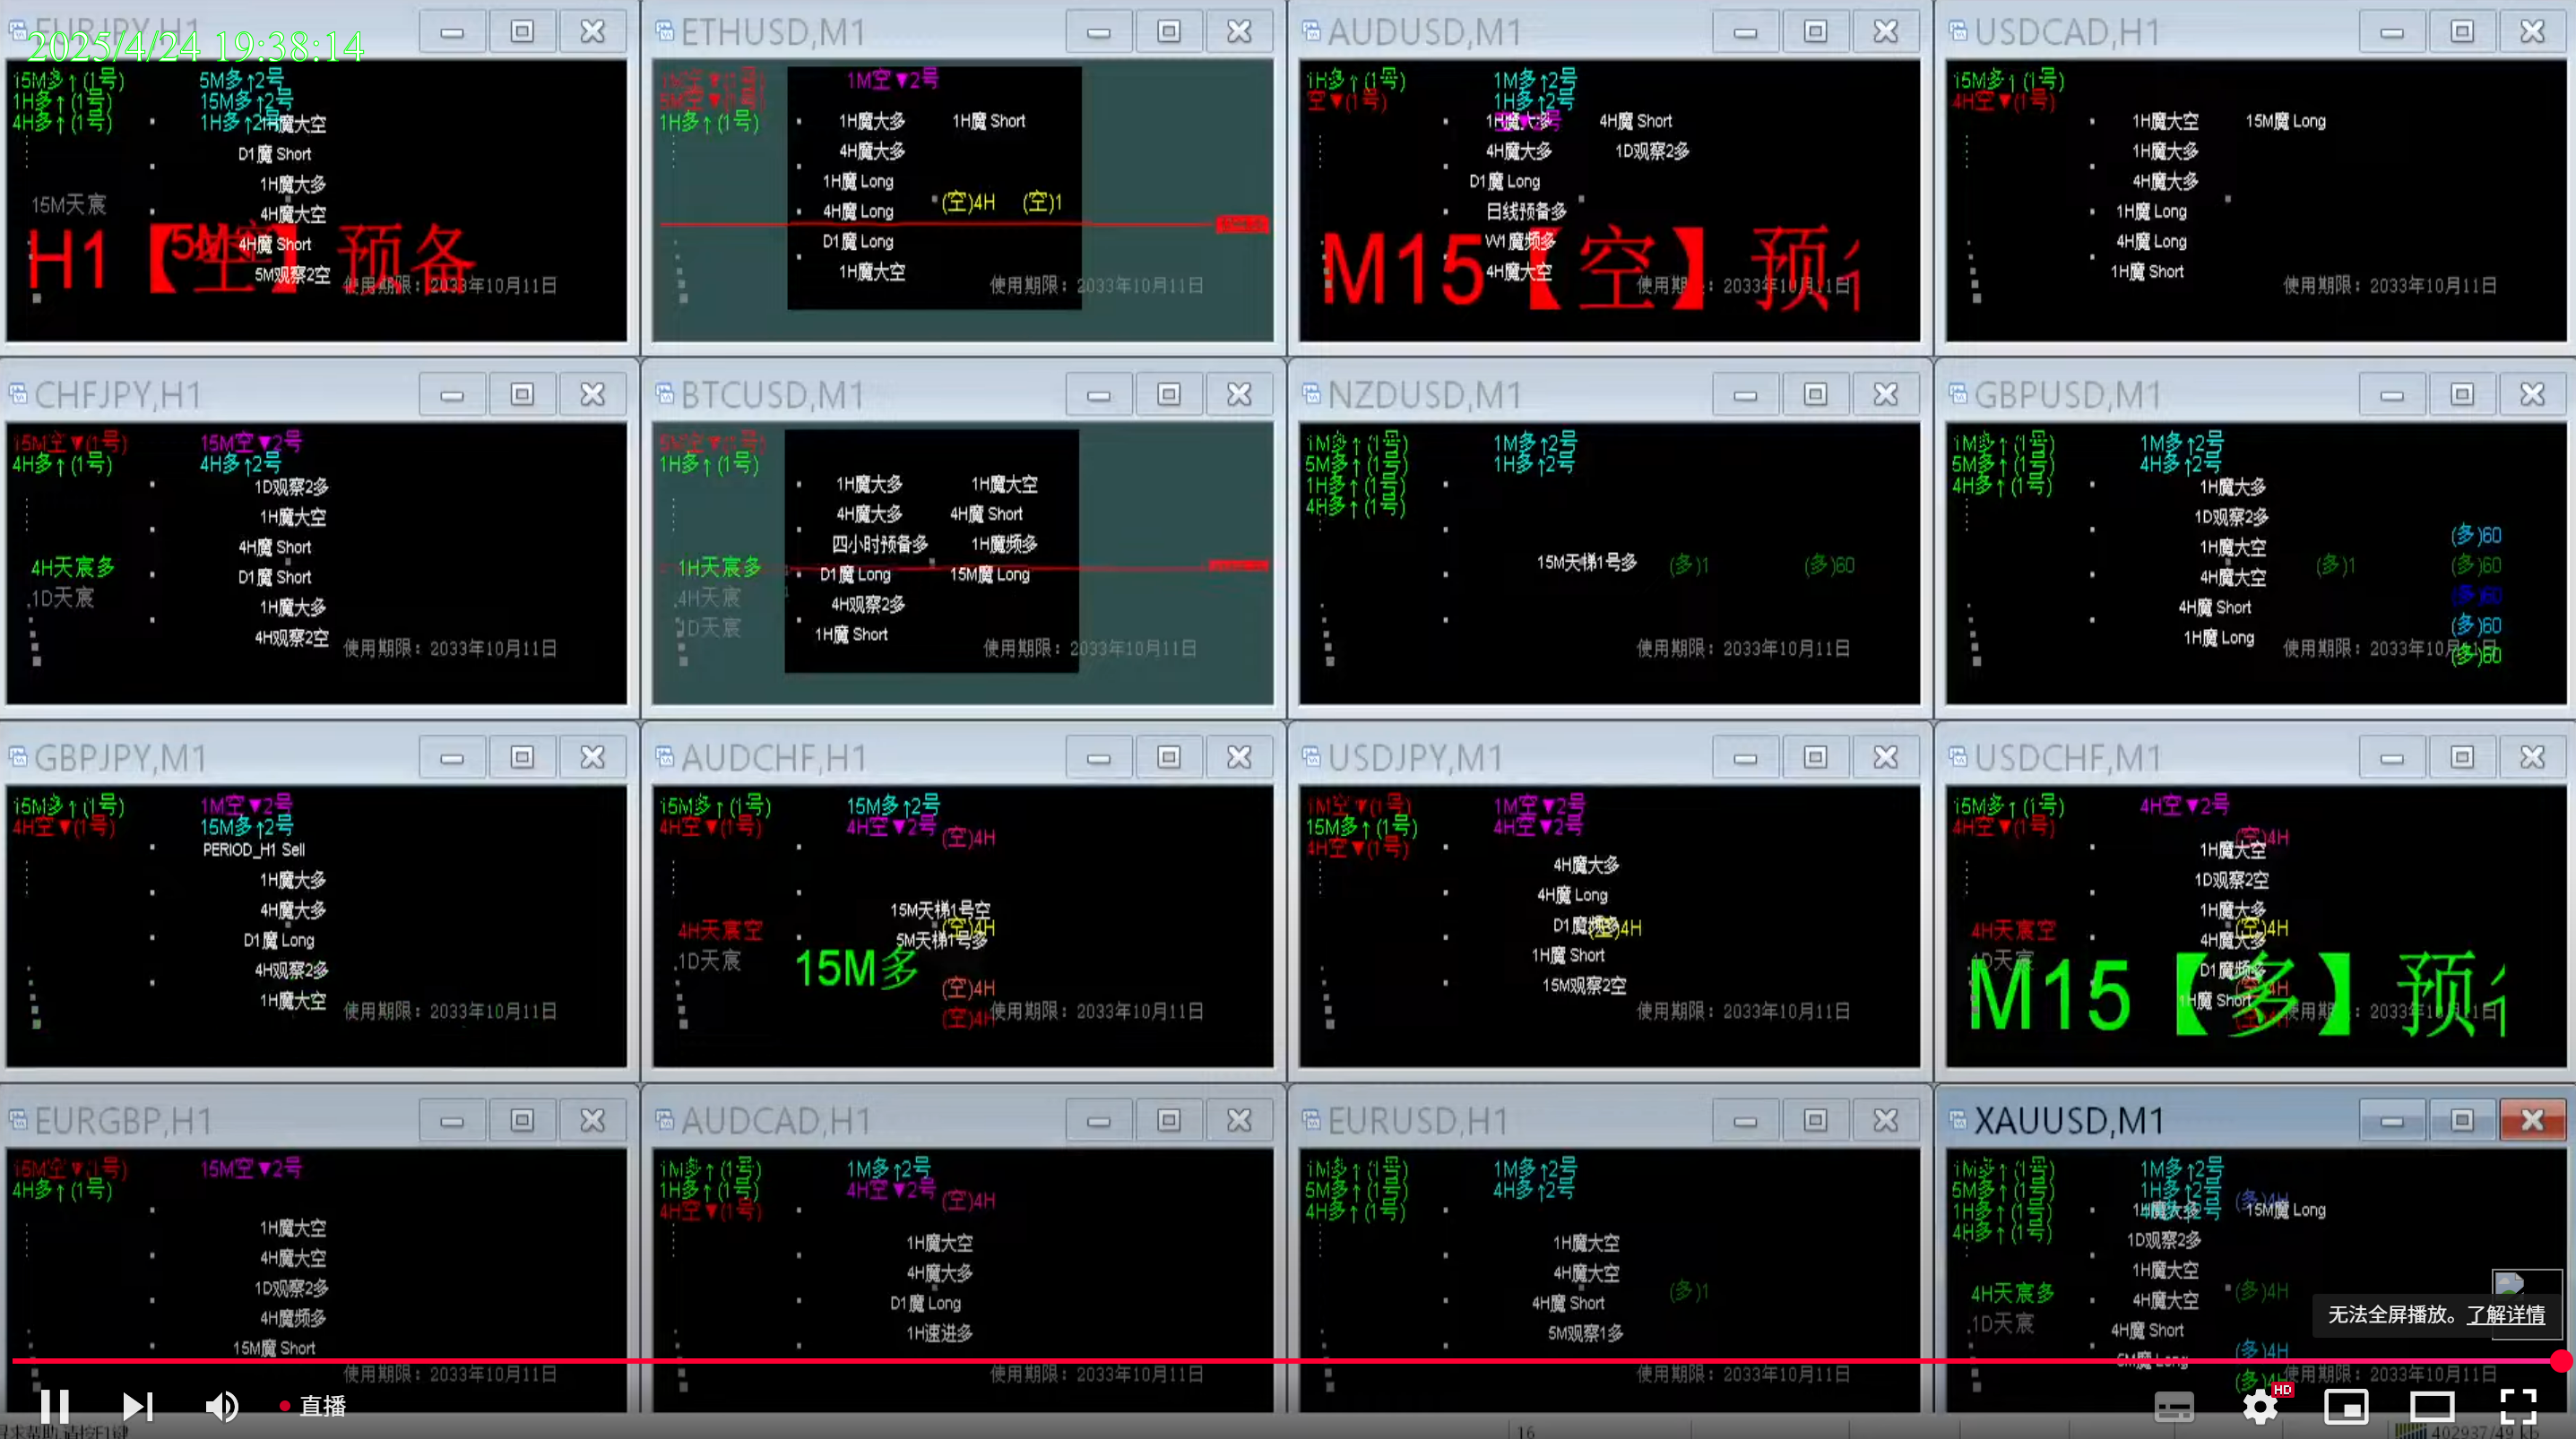 EURJPY,H1
2025/4/24 19:38:14
15M多↑(1号) 5M多↑2号
1H多↑(1号) 15M多↑2号
4H多↑(1号) 1H多↑2号
D1魔 Short
1H魔大多
15M天宸
4H魔大空
H1【空】预备
4H魔 Short
5M观察2空
使用期限：2033年10月11日
ETHUSD,M1
1M空▼2号
5M空▼(1号)
1H多↑(1号)
1H魔大多 1H魔 Short
4H魔大多
1H魔 Long
4H魔 Long (空)4H (空)1
D1魔 Long
1H魔大空
使用期限：2033年10月11日
AUDUSD,M1
1H多↑(1号) 1M多↑2号
空▼(1号) 1H多↑2号
1H魔大多 4H魔 Short
4H魔大多 1D观察2多
D1魔 Long
日线预备多
W1魔频多
M15【空】预
4H魔大空
2033年10月11日
USDCAD,H1
15M多↑(1号)
4H空▼(1号)
1H魔大空 15M魔 Long
1H魔大多
4H魔大多
1H魔 Long
4H魔 Long
1H魔 Short
使用期限：2033年10月11日
CHFJPY,H1
15M空▼(1号) 15M空▼2号
4H多↑(1号) 4H多↑2号
1D观察2多
1H魔大空
4H魔 Short
4H天宸多
D1魔 Short
1D天宸
1H魔大多
4H观察2空
使用期限：2033年10月11日
BTCUSD,M1
5M空▼(1号)
1H多↑(1号)
1H魔大多 1H魔大空
4H魔大多 4H魔 Short
四小时预备多 1H魔频多
1H天宸多
D1魔 Long 15M魔 Long
4H天宸
4H观察2多
1D天宸
1H魔 Short
使用期限：2033年10月11日
NZDUSD,M1
1M多↑(1号) 1M多↑2号
5M多↑(1号) 1H多↑2号
1H多↑(1号)
4H多↑(1号)
15M天梯1号多 (多)1 (多)60
使用期限：2033年10月11日
GBPUSD,M1
1M多↑(1号) 1M多↑2号
5M多↑(1号) 4H多↑2号
4H多↑(1号)
1H魔大多
1D观察2多
(多)60
1H魔大空
(多)1 (多)60
4H魔大空
(多)60
4H魔 Short
(多)60
1H魔 Long
(多)60
使用期限：2033年10月11日
GBPJPY,M1
15M多↑(1号) 1M空▼2号
4H空▼(1号) 15M多↑2号
PERIOD_H1 Sell
1H魔大多
4H魔大多
D1魔 Long
4H观察2多
1H魔大空
使用期限：2033年10月11日
AUDCHF,H1
15M多↑(1号) 15M多↑2号
4H空▼(1号) 4H空▼2号 (空)4H
15M天梯1号空
4H天宸空 (空)4H
5M天梯1号多
1D天宸
15M多
(空)4H
(空)4H
使用期限：2033年10月11日
USDJPY,M1
1M空▼(1号) 1M空▼2号
15M多↑(1号) 4H空▼2号
4H空▼(1号)
4H魔大多
4H魔 Long
D1魔频多 (空)4H
1H魔 Short
15M观察2空
使用期限：2033年10月11日
USDCHF,M1
15M多↑(1号) 4H空▼2号
4H空▼(1号) (空)4H
1H魔大空
1D观察2空
1H魔大多
4H天宸空 (空)4H
4H魔大多
1D天宸
D1魔频多
M15【多】预
1H魔 Short
EURGBP,H1
15M空▼(1号) 15M空▼2号
4H多↑(1号)
1H魔大空
4H魔大空
1D观察2多
4H魔频多
15M魔 Short
使用期限：2033年10月11日
AUDCAD,H1
1M多↑(1号) 1M多↑2号
1H多↑(1号) 4H空▼2号 (空)4H
4H空▼(1号)
1H魔大空
4H魔大多
D1魔 Long
1H速进多
使用期限：2033年10月11日
EURUSD,H1
1M多↑(1号) 1M多↑2号
5M多↑(1号) 4H多↑2号
4H多↑(1号)
1H魔大空
4H魔大空
(多)1
4H魔 Short
5M观察1多
使用期限：2033年10月11日
XAUUSD,M1
1M多↑(1号) 1M多↑2号
5M多↑(1号) 1H多↑2号 (多)4H
1H多↑(1号) 15M魔 Long
4H多↑(1号)
1D观察2多
1H魔大空
4H天宸多 (多)4H
4H魔大空
1D天宸
4H魔 Short
(多)4H
5M魔 Long
使用期限：2033年10月11日
无法全屏播放。了解详情
直播
HD
16